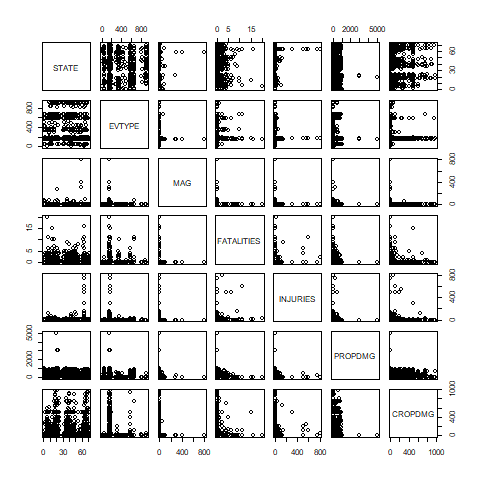 0 400 800
0 5 15
0 2000 5000
STATE
0 30 60
0 400 800
EVTYPE
MAG
0 400 800
0 5 15
FATALITIES
INJURIES
0 400 800
0 2000 5000
PROPDMG
CROPDMG
0 400 1000
0 30 60
0 400 800
0 400 800
0 400 1000